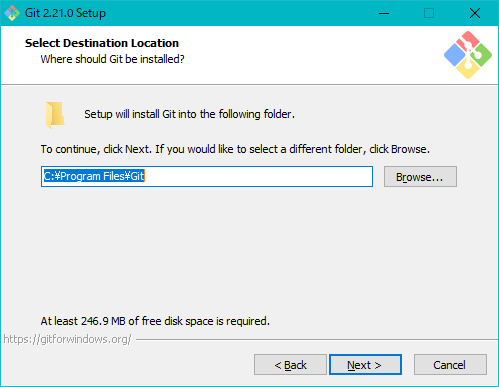 Git 2.21.0 Setup
Select Destination Location
Where should Git be installed?
Setup will install Git into the following folder.
To continue, click Next. If you would like to select a different folder, click Browse.
C:¥Program Files¥Git
Browse...
At least 246.9 MB of free disk space is required.
https://gitforwindows.org/
< Back
Next >
Cancel